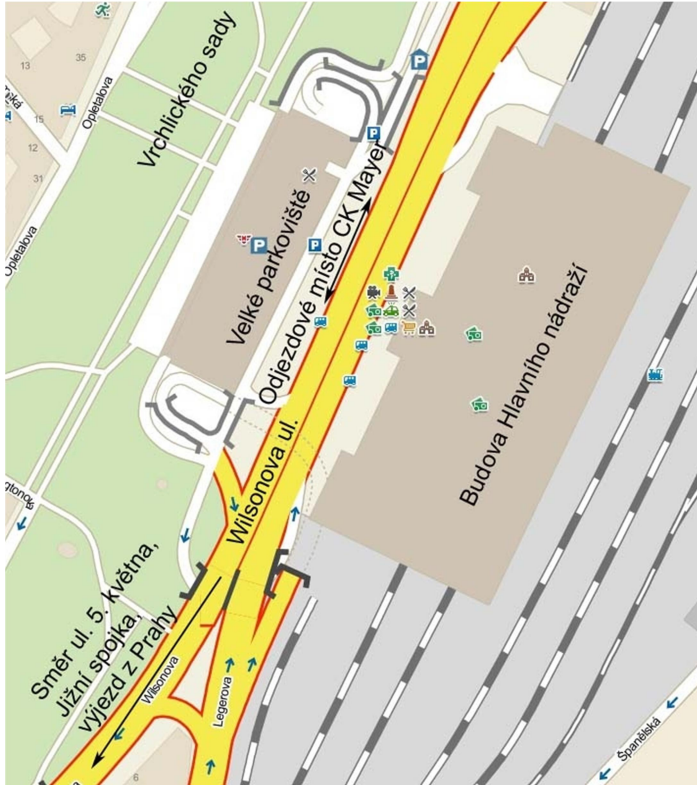 Vrchlického sady
13
35
Opletalova
15
12
31
Opletalova
P
P
P
P
Velké parkoviště
Odjezdové místo CK Mayer
Budova Hlavního nádraží
Wilsonova ul.
Směr ul. 5. května,
Jižní spojka,
výjezd z Prahy
Wilsonova
Legerova
Španělská
6